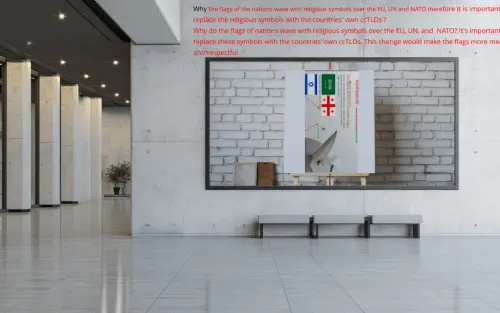 Why the flags of the nations wave with religious symbols over the EU, UN and NATO therefore it is important
replace the religious symbols with the countries' own ccTLDs?
Why do the flags of nations wave with religious symbols over the EU, UN, and NATO? It's important
replace these symbols with the countries' own ccTLDs. This change would make the flags more me
and respectful.